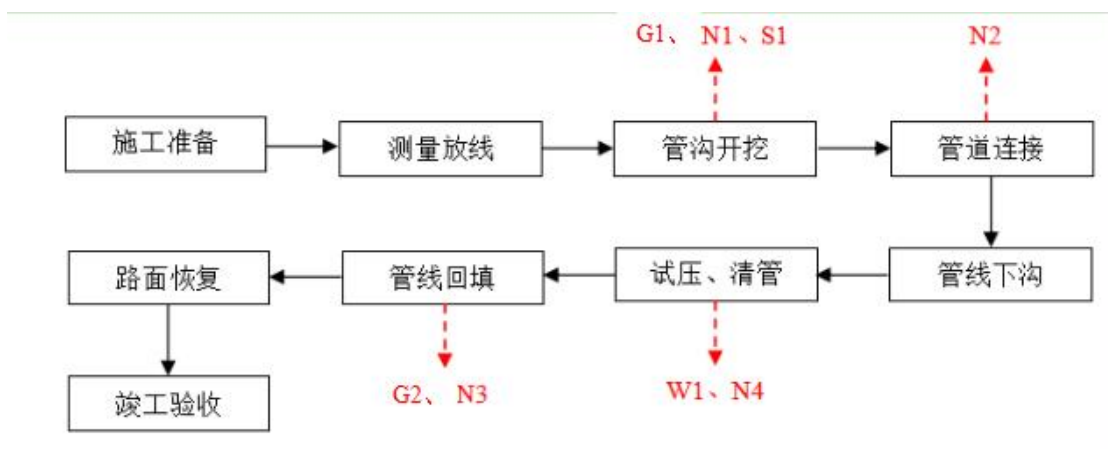 G1、 N1、S1
N2
施工准备
测量放线
管沟开挖
管道连接
路面恢复
管线回填
试压、清管
管线下沟
G2、 N3
W1、N4
竣工验收